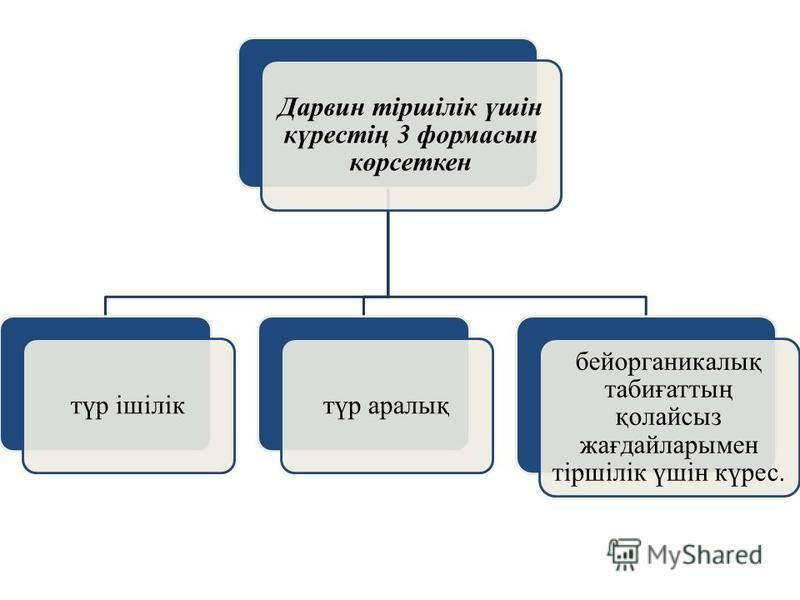 Дарвин тіршілік үшін
күрестің 3 формасын
көрсеткен
түр ішілік
түр аралық
бейорганикалық
табиғаттың
қолайсыз
жағдайларымен
тіршілік үшін күрес.
MyShared